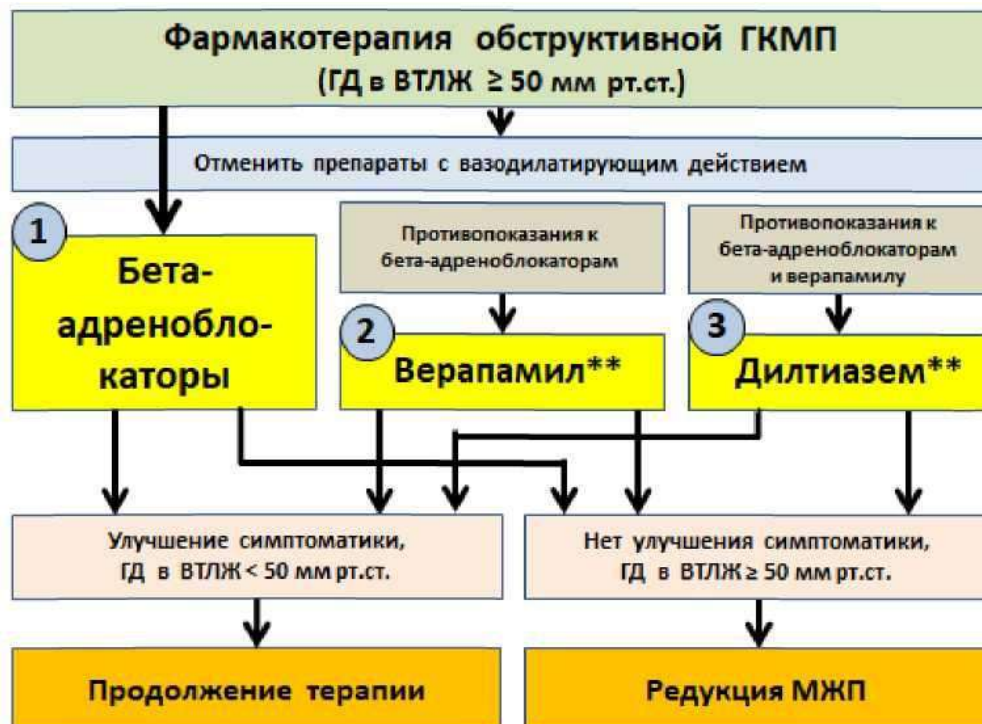 Фармакотерапия обструктивной ГКМП
(ГД в ВТЛЖ ≥ 50 мм рт.ст.)
Отменить препараты с вазодилатирующим действием
1
Бета-
адренобло-
каторы
Противопоказания к
бета-адреноблокаторам
2
Верапамил**
Противопоказания к
бета-адреноблокаторам
и верапамилу
3
Дилтиазем**
Улучшение симптоматики,
ГД в ВТЛЖ < 50 мм рт.ст.
Нет улучшения симптоматики,
ГД в ВТЛЖ ≥ 50 мм рт.ст.
Продолжение терапии
Редукция МЖП